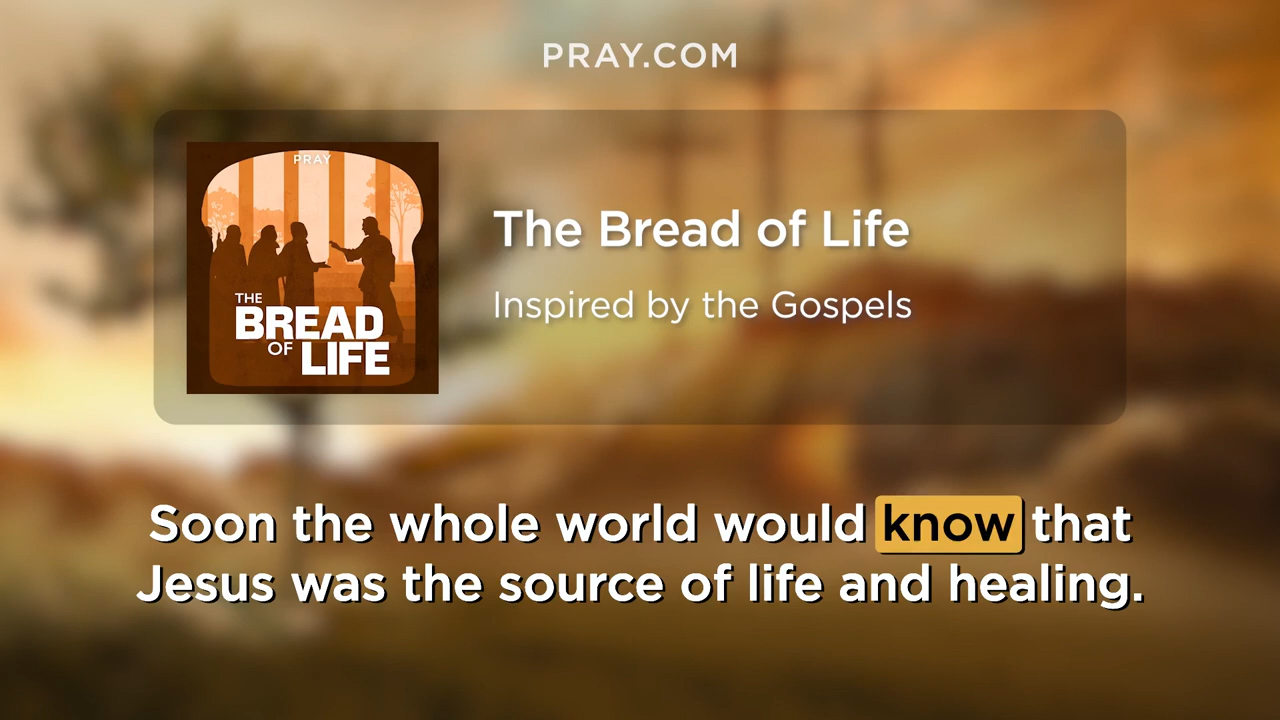 PRAY.COM
PRAY
THE
BREAD
OF LIFE
The Bread of Life
Inspired by the Gospels
Soon the whole world would know that
Jesus was the source of life and healing.